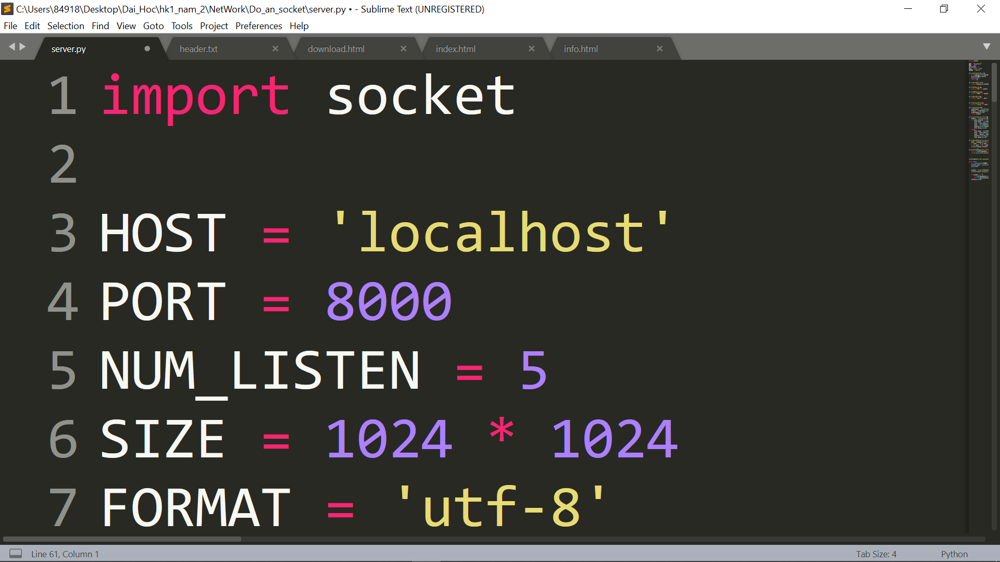 C:\Users\84918\Desktop\Dai_Hoc\hk1_nam_2\NetWork\Do_an_socket\server.py • - Sublime Text (UNREGISTERED)
File Edit Selection Find View Goto Tools Project Preferences Help
server.py header.txt download.html index.html info.html
1 import socket
2
3 HOST = 'localhost'
4 PORT = 8000
5 NUM_LISTEN = 5
6 SIZE = 1024 * 1024
7 FORMAT = 'utf-8'
Line 61, Column 1 Tab Size: 4 Python